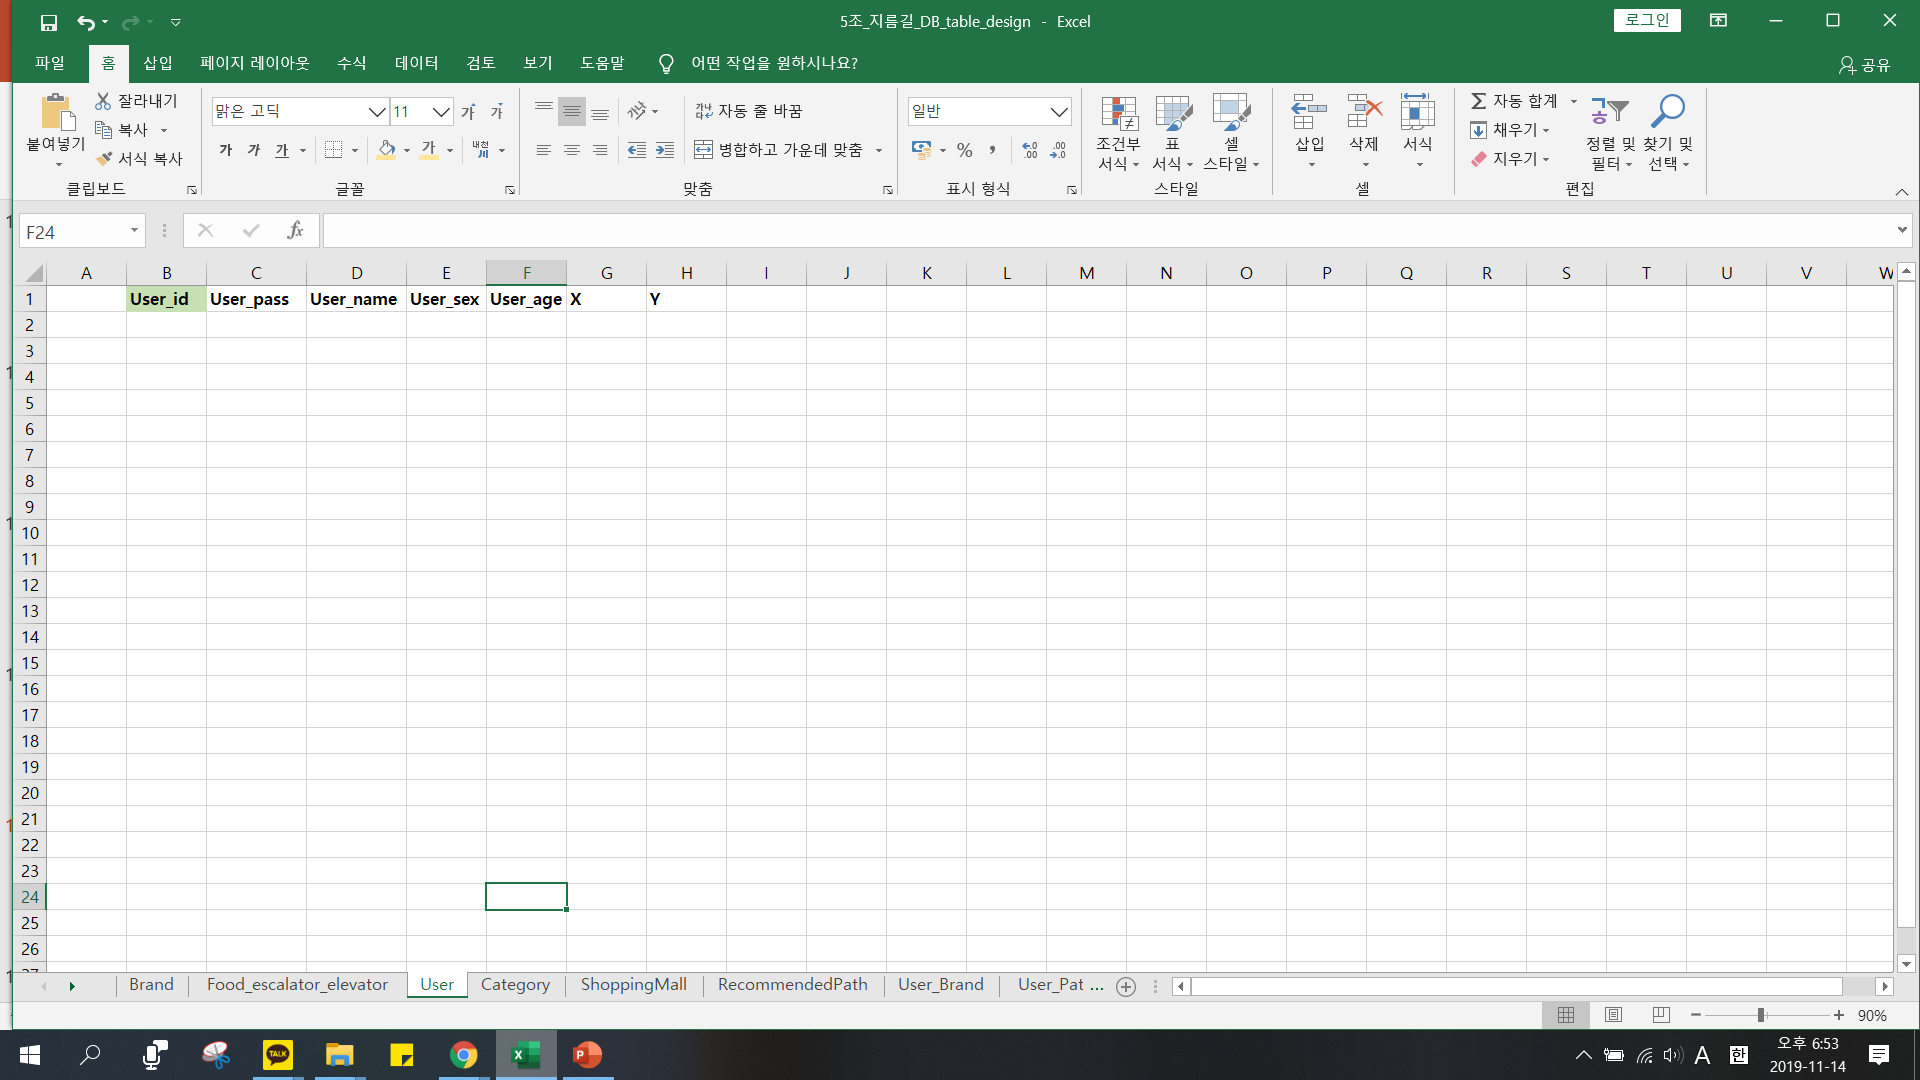 5조_지름길_DB_table_design - Excel
로그인
파일 홈 삽입 페이지 레이아웃 수식 데이터 검토 보기 도움말 어떤 작업을 원하시나요? 공유
붙여넣기
잘라내기
복사
서식 복사
클립보드
맑은 고딕 11
가 가
가 가 가 가 내천
글꼴
자동 줄 바꿈
병합하고 가운데 맞춤
맞춤
일반
% ,
표시 형식
조건부 서식
표 서식
셀 스타일
스타일
삽입 삭제 서식
셀
자동 합계
채우기
지우기
정렬 및 필터
찾기 및 선택
편집
F24
fx
A B C D E F G H I J K L M N O P Q R S T U V W
1 User_id User_pass User_name User_sex User_age X Y
2
3
4
5
6
7
8
9
10
11
12
13
14
15
16
17
18
19
20
21
22
23
24
25
26
27
Brand Food_escalator_elevator User Category ShoppingMall RecommendedPath User_Brand User_Pat ...
90%
TALK
A 한
오후 6:53
2019-11-14